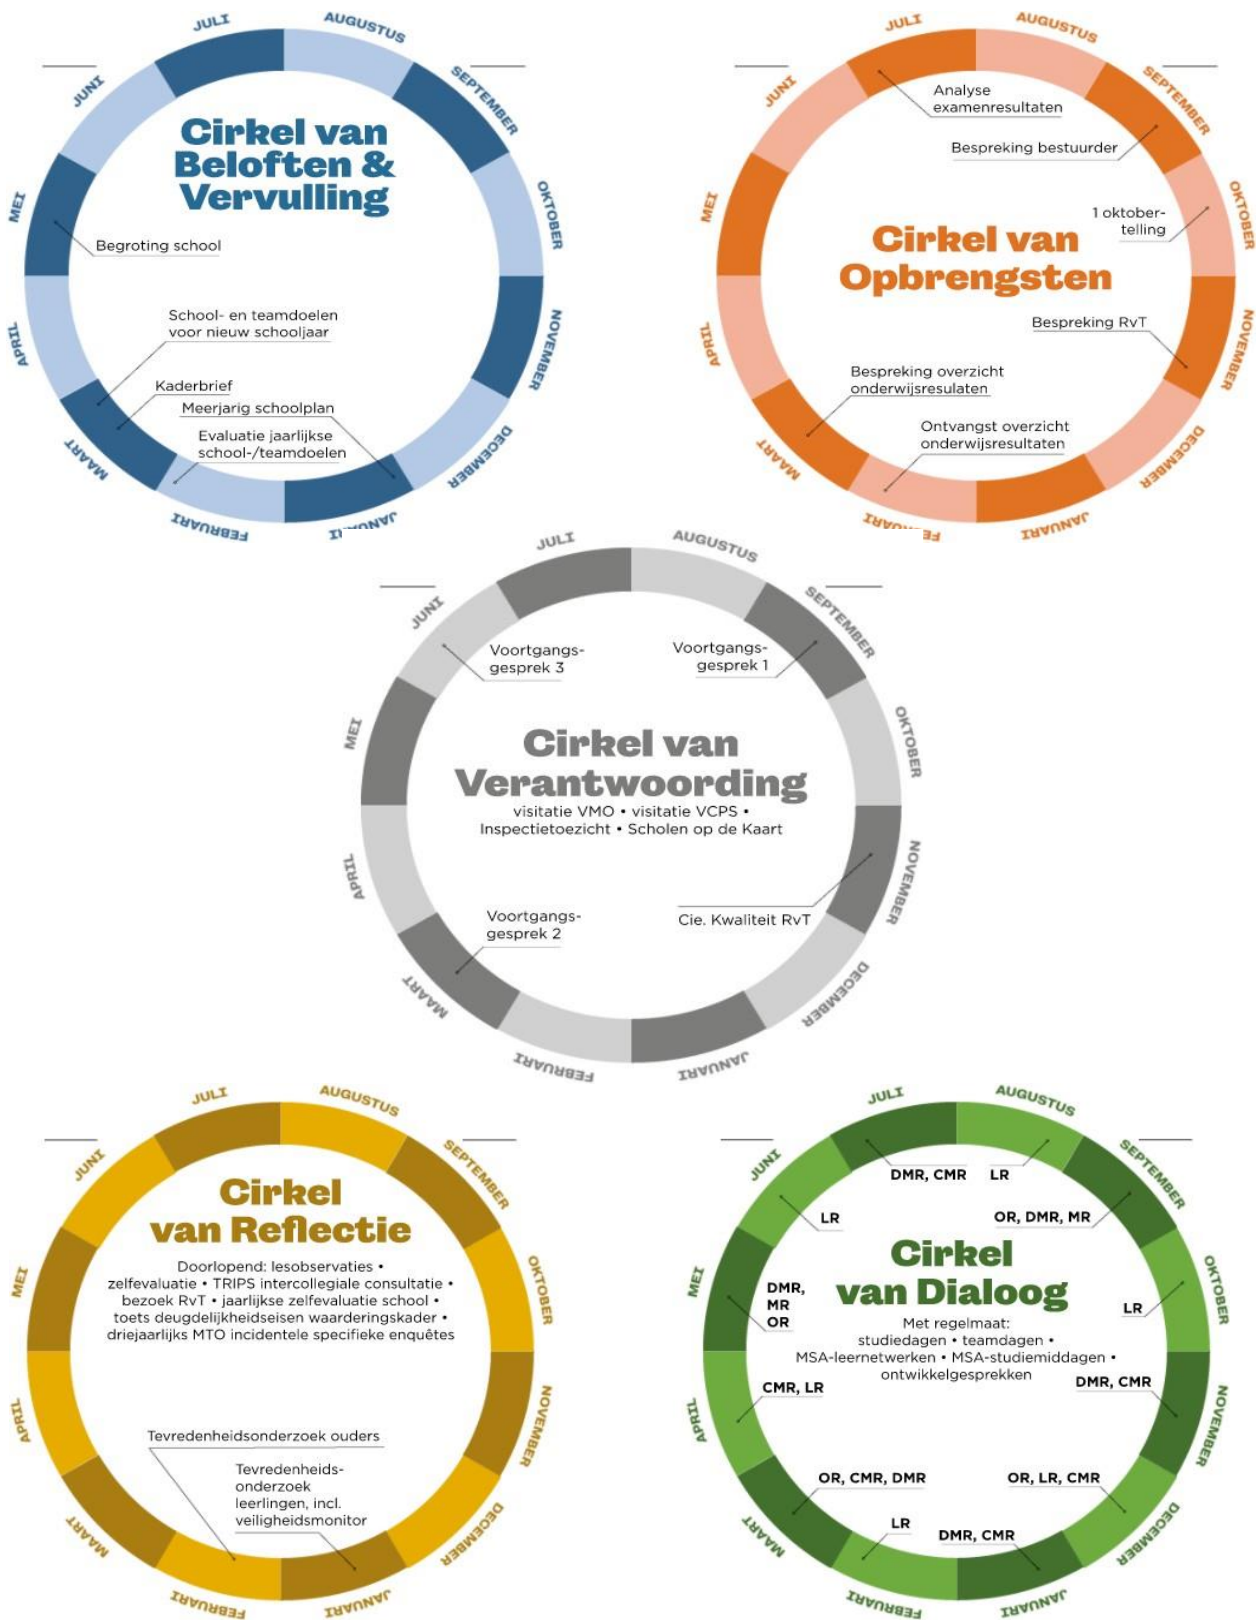 JULI
AUGUSTUS
SEPTEMBER
OKTOBER
NOVEMBER
DECEMBER
JANUARI
FEBRUARI
MAART
APRIL
MEI
JUNI
Cirkel van
Beloften &
Vervulling
Begroting school
School- en teamdoelen
voor nieuw schooljaar
Kaderbrief
Meerjarig schoolplan
Evaluatie jaarlijkse
school-/teamdoelen
JULI
AUGUSTUS
SEPTEMBER
OKTOBER
NOVEMBER
DECEMBER
JANUARI
FEBRUARI
MAART
APRIL
MEI
JUNI
Analyse
examenresultaten
Bespreking bestuurder
1 oktober-
telling
Cirkel van
Opbrengsten
Bespreking RvT
Bespreking overzicht
onderwijsresulaten
Ontvangst overzicht
onderwijsresultaten
JULI
AUGUSTUS
SEPTEMBER
OKTOBER
NOVEMBER
DECEMBER
JANUARI
FEBRUARI
MAART
APRIL
MEI
JUNI
Voortgangs-
gesprek 3
Voortgangs-
gesprek 1
Cirkel van
Verantwoording
visitatie VMO • visitatie VCPS •
Inspectietoezicht • Scholen op de Kaart
Voortgangs-
gesprek 2
Cie. Kwaliteit RvT
JULI
AUGUSTUS
SEPTEMBER
OKTOBER
NOVEMBER
DECEMBER
JANUARI
FEBRUARI
MAART
APRIL
MEI
JUNI
Cirkel
van Reflectie
Doorlopend: lesobservaties •
zelfevaluatie • TRIPS intercollegiale consultatie •
bezoek RvT • jaarlijkse zelfevaluatie school •
toets deugdelijkheidseisen waarderingskader •
driejaarlijks MTO incidentele specifieke enquêtes
Tevredenheidsonderzoek ouders
Tevredenheids-
onderzoek
leerlingen, incl.
veiligheidsmonitor
JULI
AUGUSTUS
SEPTEMBER
OKTOBER
NOVEMBER
DECEMBER
JANUARI
FEBRUARI
MAART
APRIL
MEI
JUNI
DMR, CMR
LR
LR
OR, DMR, MR
Cirkel
van Dialoog
DMR,
MR
OR
LR
Met regelmaat:
studiedagen • teamdagen •
MSA-leernetwerken • MSA-studiemiddagen •
ontwikkelgesprekken
CMR, LR
DMR, CMR
OR, CMR, DMR
OR, LR, CMR
LR
DMR, CMR